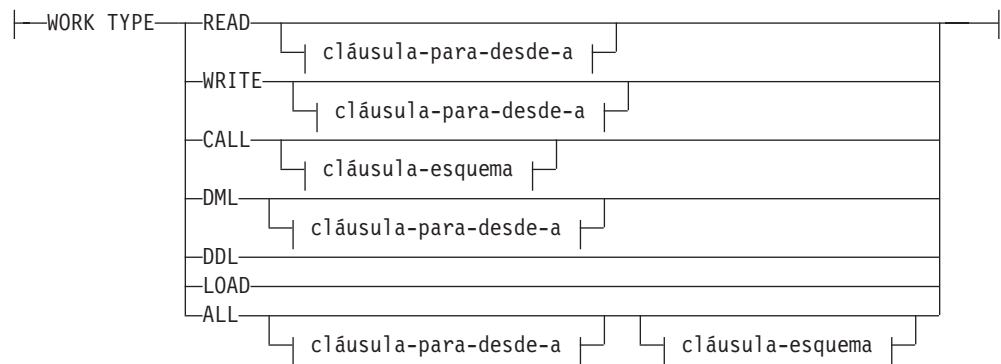 WORK TYPE READ
cláusula-para-desde-a
WRITE
cláusula-para-desde-a
CALL
cláusula-esquema
DML
cláusula-para-desde-a
DDL
LOAD
ALL
cláusula-para-desde-a cláusula-esquema